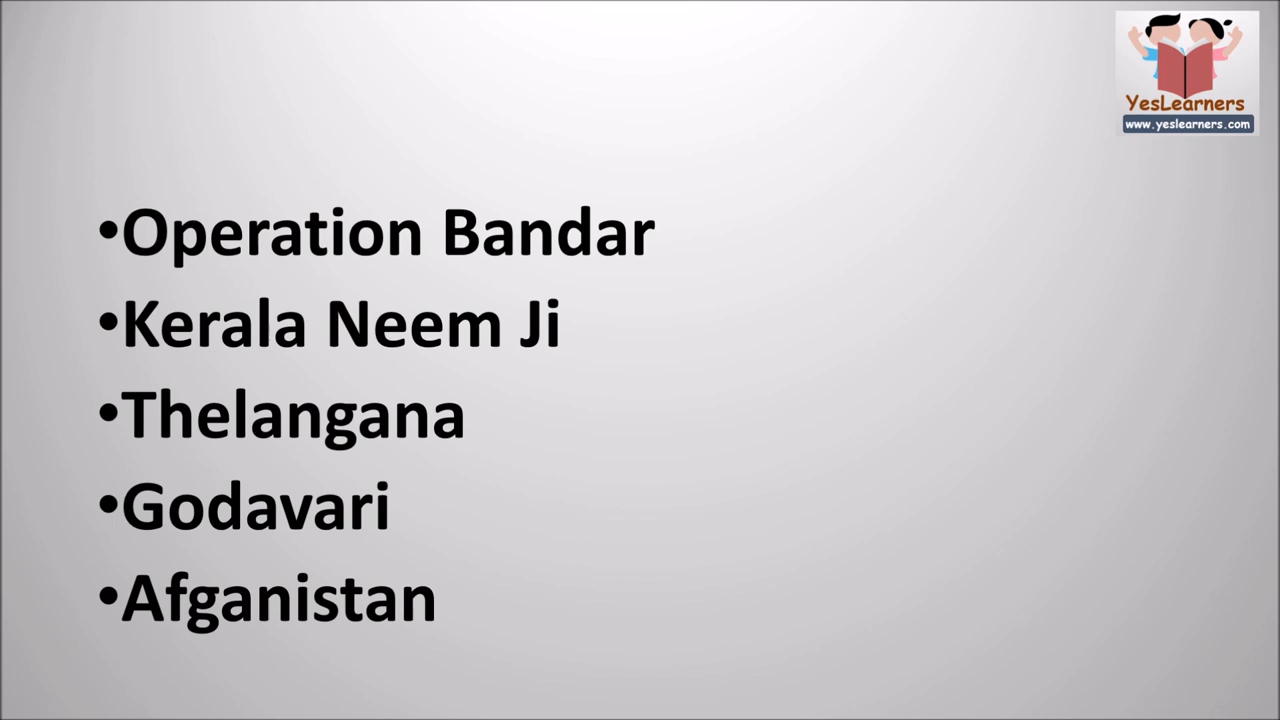 YesLearners
www.yeslearners.com
•Operation Bandar
•Kerala Neem Ji
•Thelangana
•Godavari
•Afganistan